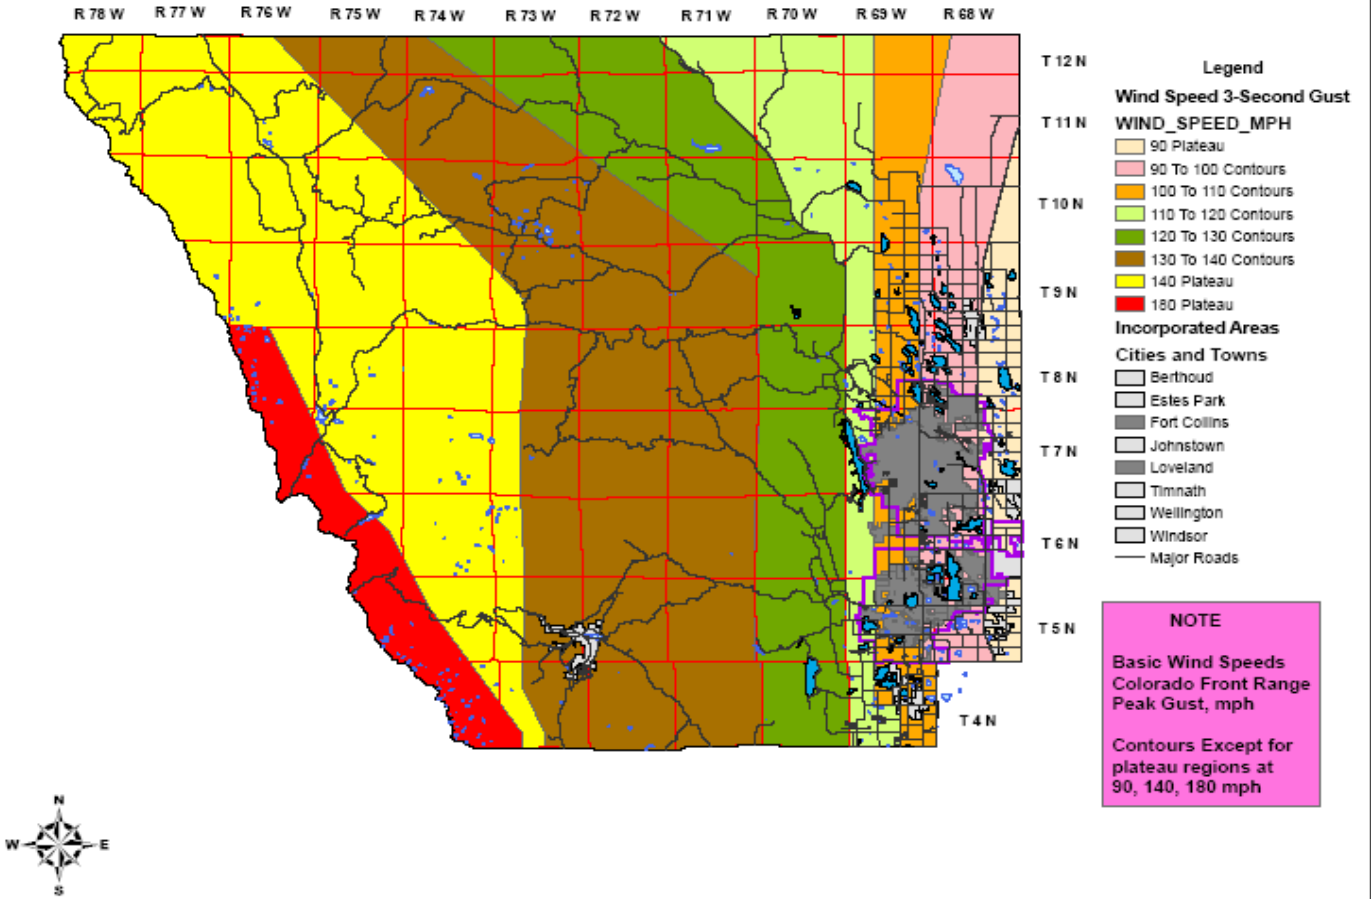 R 78 W R 77 W R 76 W R 75 W R 74 W R 73 W R 72 W R 71 W R 70 W R 69 W R 68 W
T 12 N
T 11 N
T 10 N
T 9 N
T 8 N
T 7 N
T 6 N
T 5 N
T 4 N
Legend
Wind Speed 3-Second Gust
WIND_SPEED_MPH
90 Plateau
90 To 100 Contours
100 To 110 Contours
110 To 120 Contours
120 To 130 Contours
130 To 140 Contours
140 Plateau
180 Plateau
Incorporated Areas
Cities and Towns
Berthoud
Estes Park
Fort Collins
Johnstown
Loveland
Timnath
Wellington
Windsor
Major Roads
NOTE
Basic Wind Speeds
Colorado Front Range
Peak Gust, mph
Contours Except for
plateau regions at
90, 140, 180 mph
N
W E
S